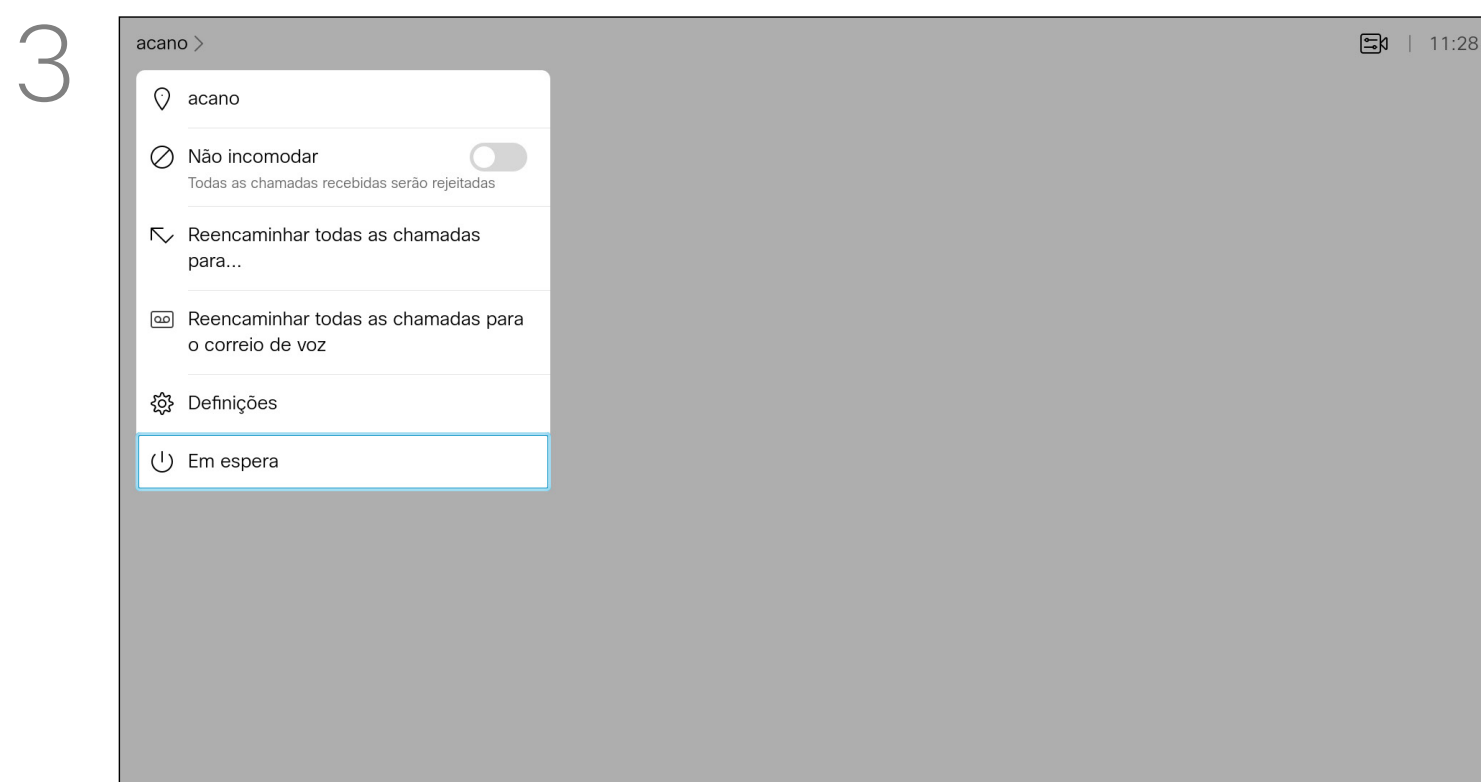 3
acano >
11:28
acano
Não incomodar
Todas as chamadas recebidas serão rejeitadas
Reencaminhar todas as chamadas
para...
Reencaminhar todas as chamadas para
o correio de voz
Definições
Em espera